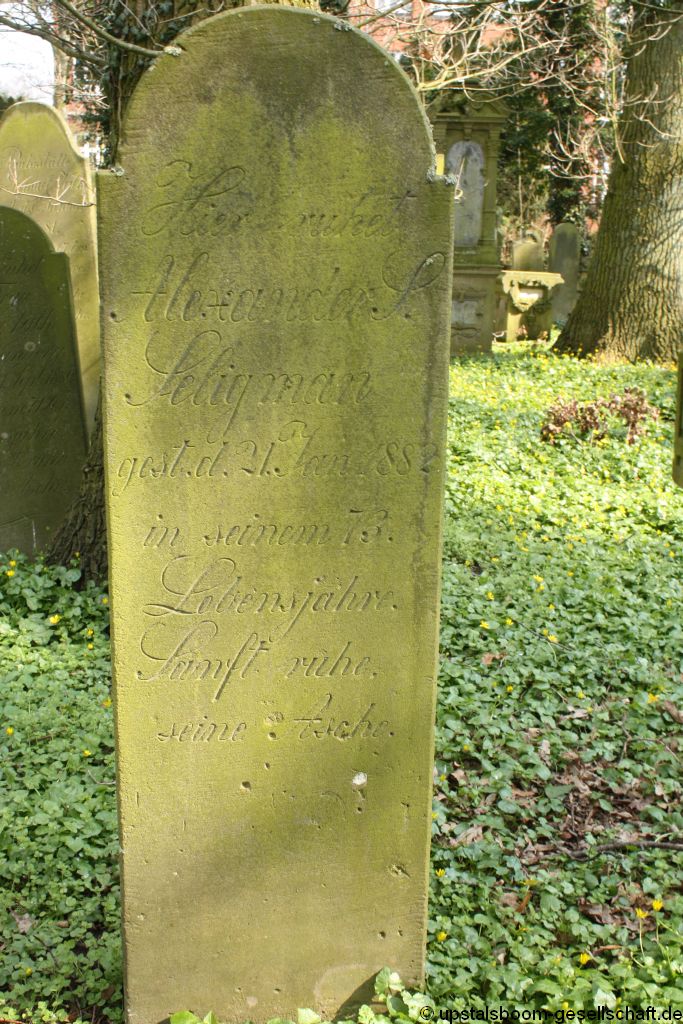 Hier ruhet
Alexander S.
Seligman
gest. d. 21. Jan. 1882
in seinem 73.
Lebensjahre.
Sanft ruhe.
seine Asche.
© upstalsboom-gesellschaft.de